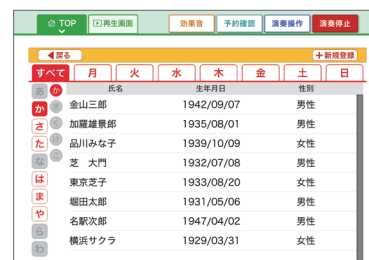 TOP 再生画面 効果音 予約確認 演奏操作 演奏停止
戻る +新規登録
すべて 月 火 水 木 金 土 日
氏名 生年月日 性別
あ か
か き 金山三郎 1942/09/07 男性
さ く 加羅雄景郎 1935/08/01 男性
た け 品川みな子 1939/10/09 女性
な こ 芝 大門 1932/07/08 男性
は 東京芝子 1933/08/20 女性
ま 堀田太郎 1931/05/06 男性
や 名駅次郎 1947/04/02 男性
ら 横浜サクラ 1929/03/31 女性
わ